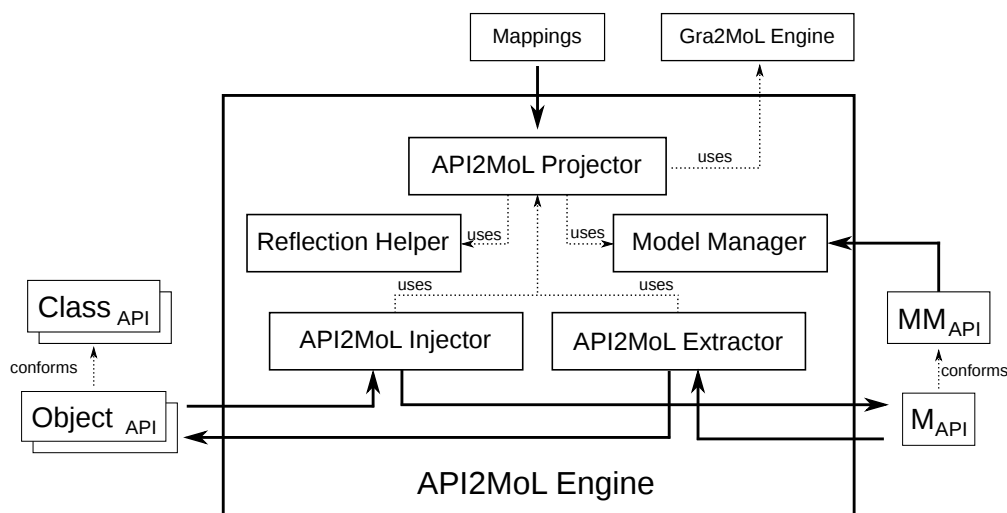 Mappings
Gra2MoL Engine
API2MoL Projector
uses
Reflection Helper
uses
uses
Model Manager
uses
uses
Class API
API2MoL Injector
API2MoL Extractor
MM API
conforms
conforms
Object API
M API
API2MoL Engine